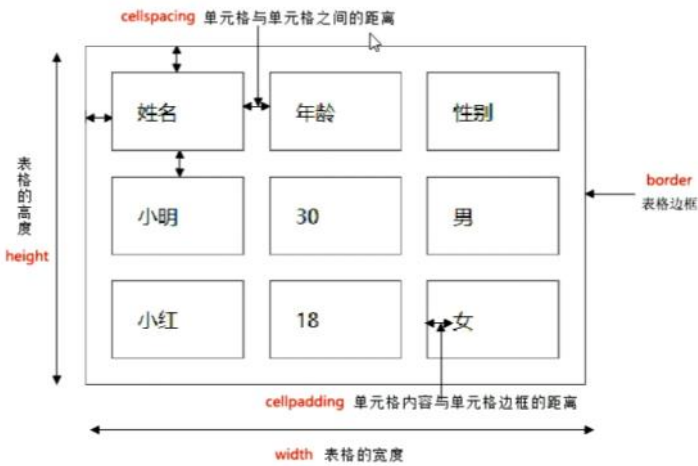 cellspacing 单元格与单元格之间的距离
姓名 年龄 性别
表格的高度
height
小明 30 男
border
表格边框
小红 18 女
cellpadding 单元格内容与单元格边框的距离
width 表格的宽度